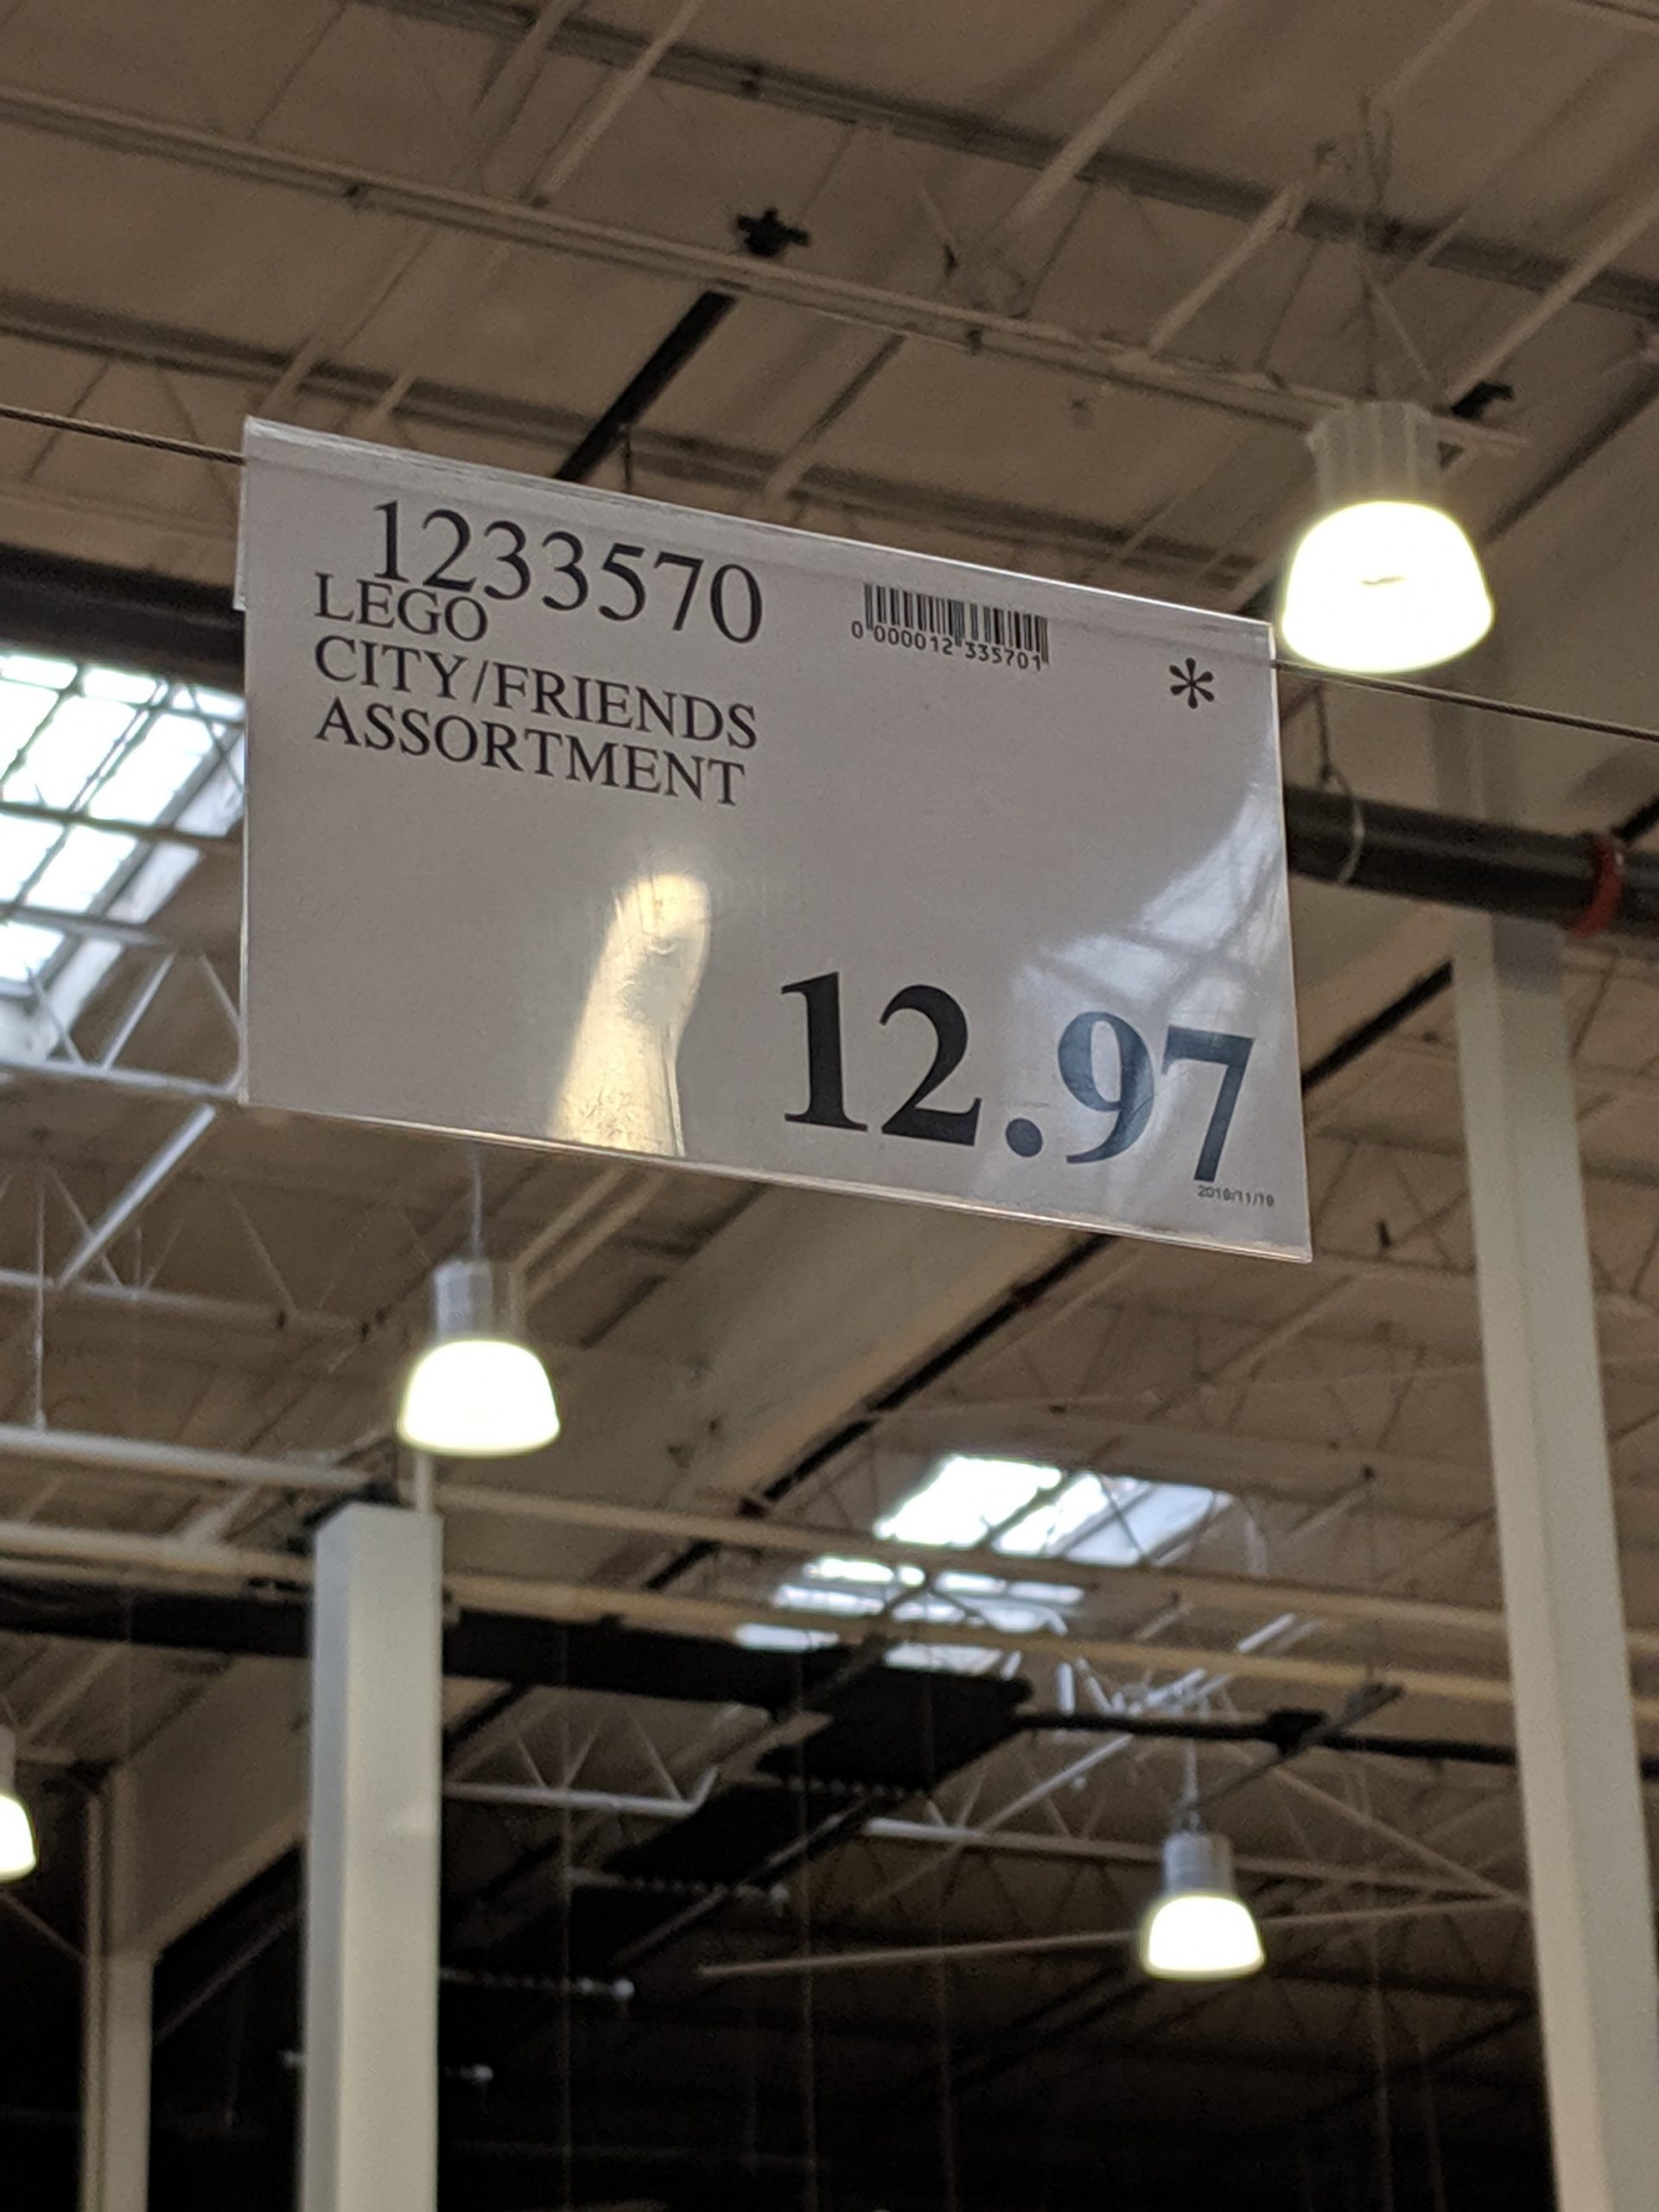 1233570
LEGO
CITY/FRIENDS
ASSORTMENT
0 000012 335701
*
12.97